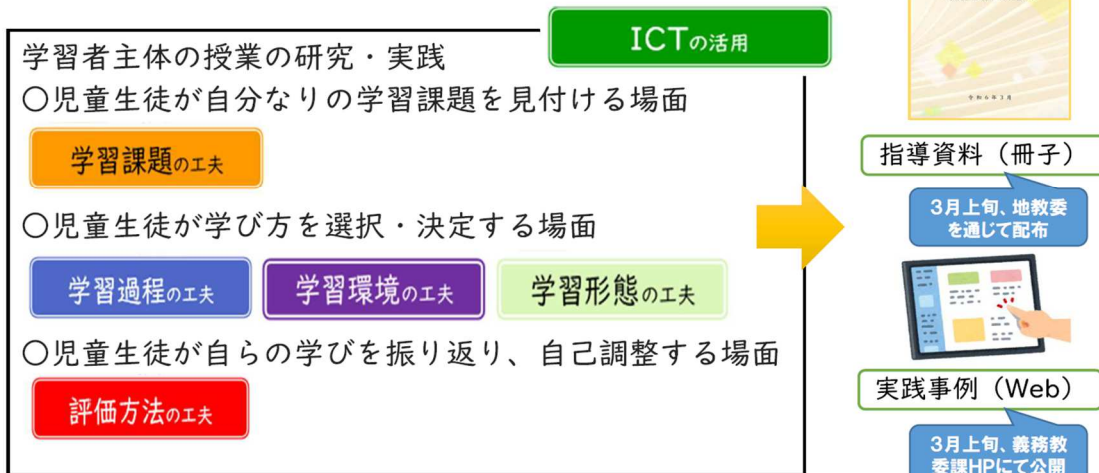 ICTの活用
学習者主体の授業の研究・実践
○児童生徒が自分なりの学習課題を見付ける場面
学習課題の工夫
○児童生徒が学び方を選択・決定する場面
学習過程の工夫
学習環境の工夫
学習形態の工夫
○児童生徒が自らの学びを振り返り、自己調整する場面
評価方法の工夫
令和6年3月
指導資料（冊子）
3月上旬、地教委
を通じて配布
実践事例（Web）
3月上旬、義務教
委課HPにて公開